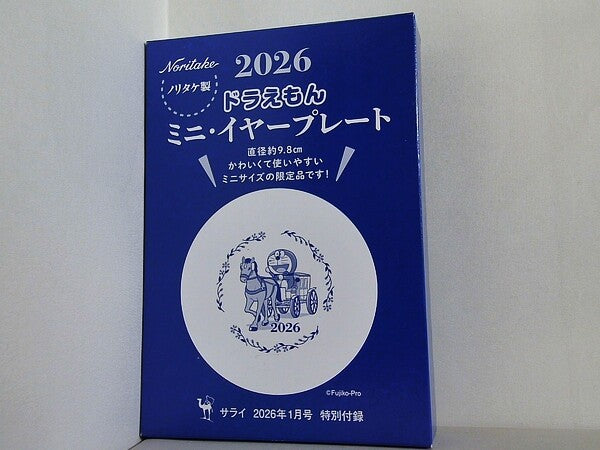 Noritake
ノリタケ製
2026
ドラえもん
ミニ・イヤープレート
直径約9.8㎝
かわいくて使いやすい
ミニサイズの限定品です!
2026
©Fujiko-Pro
サライ 2026年1月号 特別付録